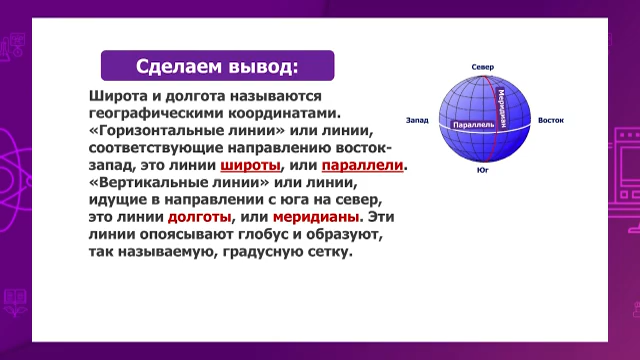 Сделаем вывод:
Широта и долгота называются
географическими координатами.
«Горизонтальные линии» или линии,
соответствующие направлению восток-
запад, это линии широты, или параллели.
«Вертикальные линии» или линии,
идущие в направлении с юга на север,
это линии долготы, или меридианы. Эти
линии опоясывают глобус и образуют,
так называемую, градусную сетку.
Север
Меридиан
Запад
Параллель
Восток
Юг